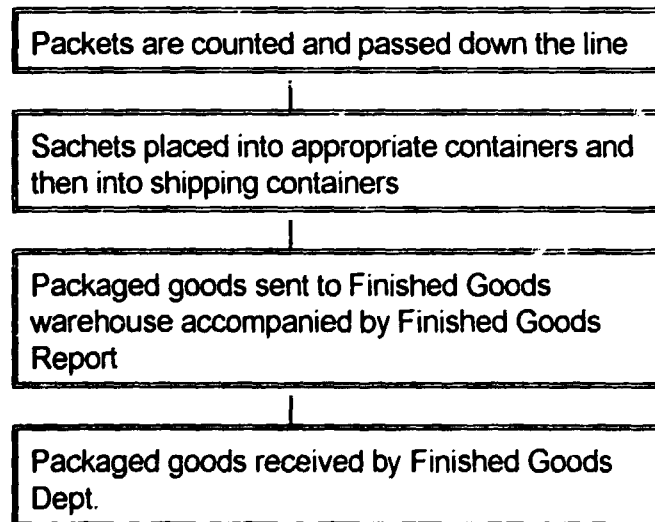 Packets are counted and passed down the line
Sachets placed into appropriate containers and
then into shipping containers
Packaged goods sent to Finished Goods
warehouse accompanied by Finished Goods
Report
Packaged goods received by Finished Goods
Dept.